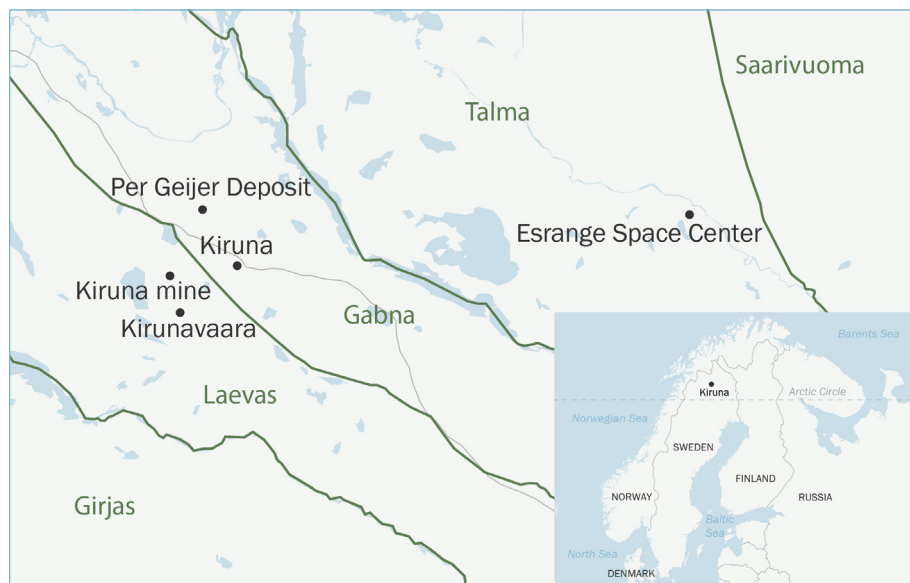 Saarivuoma
Talma
Per Geijer Deposit
Esrange Space Center
Kiruna
Kiruna mine
Gabna
Kirunavaara
Laevas
Girjas
Barents Sea
Kiruna
Arctic Circle
Norwegian Sea
SWEDEN
FINLAND
NORWAY
RUSSIA
Baltic
Sea
North Sea
DENMARK